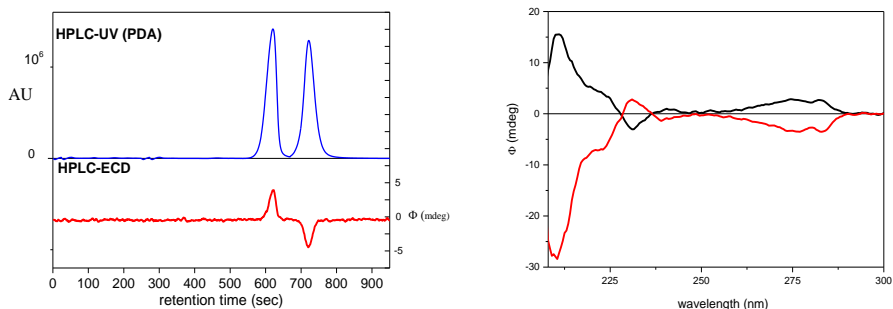 HPLC-UV (PDA)
10⁶
AU
0
HPLC-ECD
5
0
-5
Φ (mdeg)
0 100 200 300 400 500 600 700 800 900
retention time (sec)
20
10
0
-10
-20
-30
Φ (mdeg)
225 250 275 300
wavelength (nm)